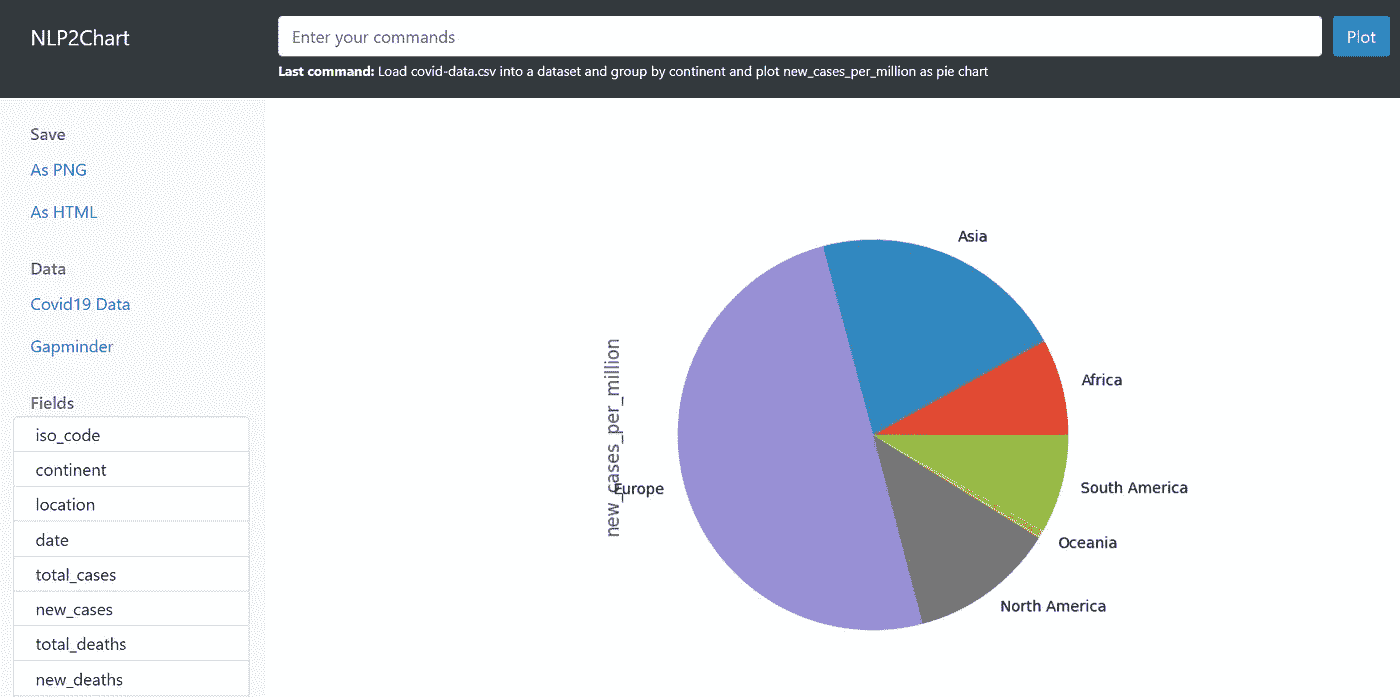 NLP2Chart
Enter your commands
Plot
Last command: Load covid-data.csv into a dataset and group by continent and plot new_cases_per_million as pie chart
Save
As PNG
As HTML
Data
Covid19 Data
Gapminder
Fields
iso_code
continent
location
date
total_cases
new_cases
total_deaths
new_deaths
new_cases_per_million
Asia
Africa
Europe
South America
Oceania
North America